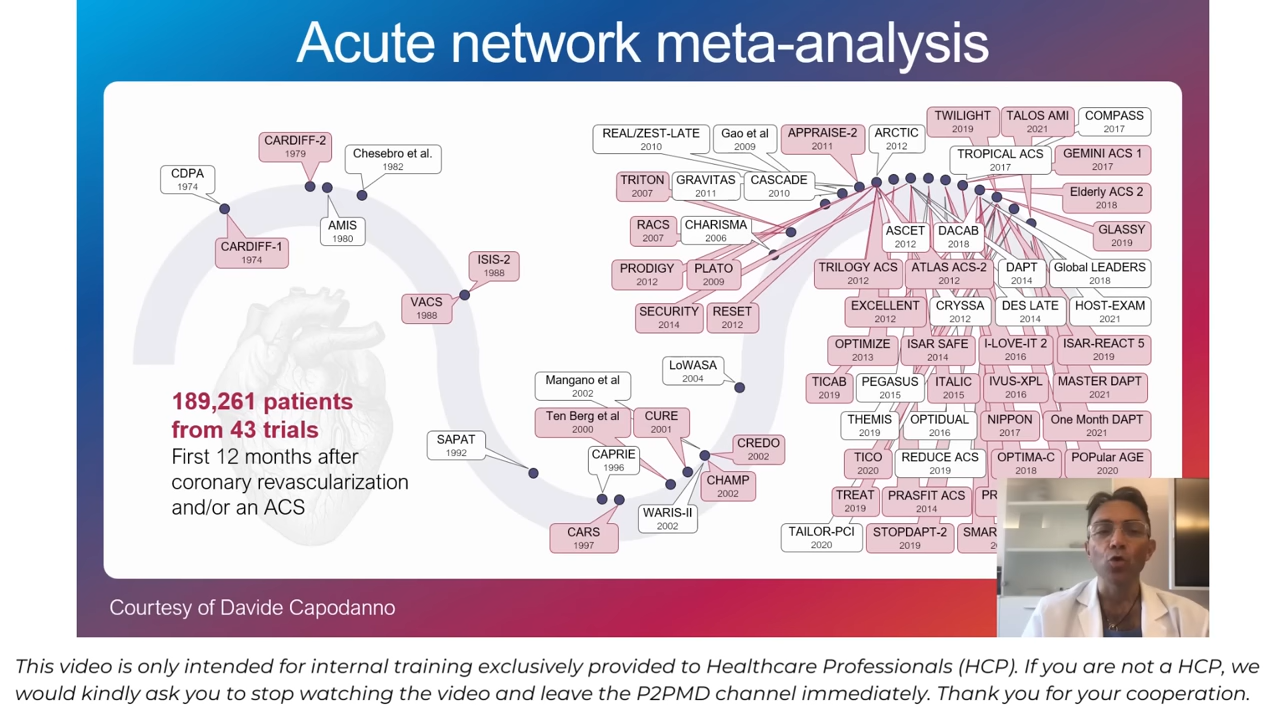 Acute network meta-analysis
CDPA
1974
CARDIFF-2
1979
Chesebro et al.
1982
AMIS
1980
CARDIFF-1
1974
ISIS-2
1988
VACS
1988
189,261 patients
from 43 trials
First 12 months after
coronary revascularization
and/or an ACS
SAPAT
1992
Mangano et al
2002
Ten Berg et al
2000
CURE
2001
CAPRIE
1996
LoWASA
2004
CREDO
2002
CHAMP
2002
WARIS-II
2002
CARS
1997
REAL/ZEST-LATE
2010
Gao et al
2009
APPRAISE-2
2011
ARCTIC
2012
TWILIGHT
2019
TALOS AMI
2021
COMPASS
2017
TRITON
2007
GRAVITAS
2011
CASCADE
2010
TROPICAL ACS
2017
GEMINI ACS 1
2017
Elderly ACS 2
2018
RACS
2007
CHARISMA
2006
ASCET
2012
DACAB
2018
GLASSY
2019
PRODIGY
2012
PLATO
2009
TRILOGY ACS
2012
ATLAS ACS-2
2012
DAPT
2014
Global LEADERS
2018
SECURITY
2014
RESET
2012
EXCELLENT
2012
CRYSSA
2012
DES LATE
2014
HOST-EXAM
2021
OPTIMIZE
2013
ISAR SAFE
2014
I-LOVE-IT 2
2016
ISAR-REACT 5
2019
TICAB
2019
PEGASUS
2015
ITALIC
2015
IVUS-XPL
2016
MASTER DAPT
2021
THEMIS
2019
OPTIDUAL
2016
NIPPON
2017
One Month DAPT
2021
TICO
2020
REDUCE ACS
2019
OPTIMA-C
2018
POPular AGE
2020
TREAT
2019
PRASFIT ACS
2014
PR
TAILOR-PCI
2020
STOPDAPT-2
2019
SMAR
2
Courtesy of Davide Capodanno
This video is only intended for internal training exclusively provided to Healthcare Professionals (HCP). If you are not a HCP, we
would kindly ask you to stop watching the video and leave the P2PMD channel immediately. Thank you for your cooperation.